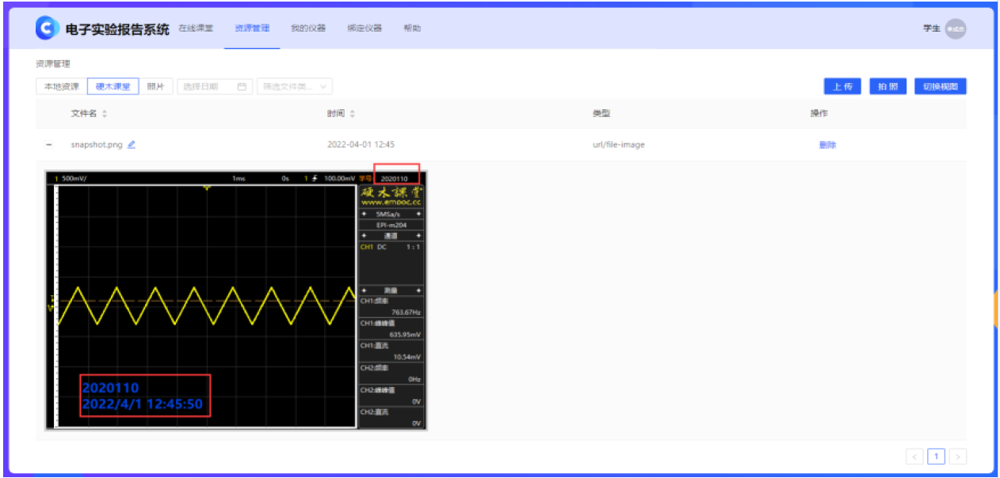 电子实验报告系统 在线课堂 资源管理 我的仪器 绑定仪器 帮助 学生
资源管理
本地资源 硬木课堂 照片 选择日期 筛选文件类... 上传 拍照 切换视图
文件名 时间 类型 操作
snapshot.png 2022-04-01 12:45 url/file-image 删除
1 500mV/ 1ms 0s 1 100.00mV 学号 2020110
硬木課堂
www.emooc.cc
5MSa/s
EPI-m204
通道
CH1 DC 1:1
测量
CH1:频率
763.67Hz
CH1:峰峰值
635.95mV
CH1:直流
10.54mV
CH2:频率
0Hz
CH2:峰峰值
0V
CH2:直流
0V
2020110
2022/4/1 12:45:50
< 1 >